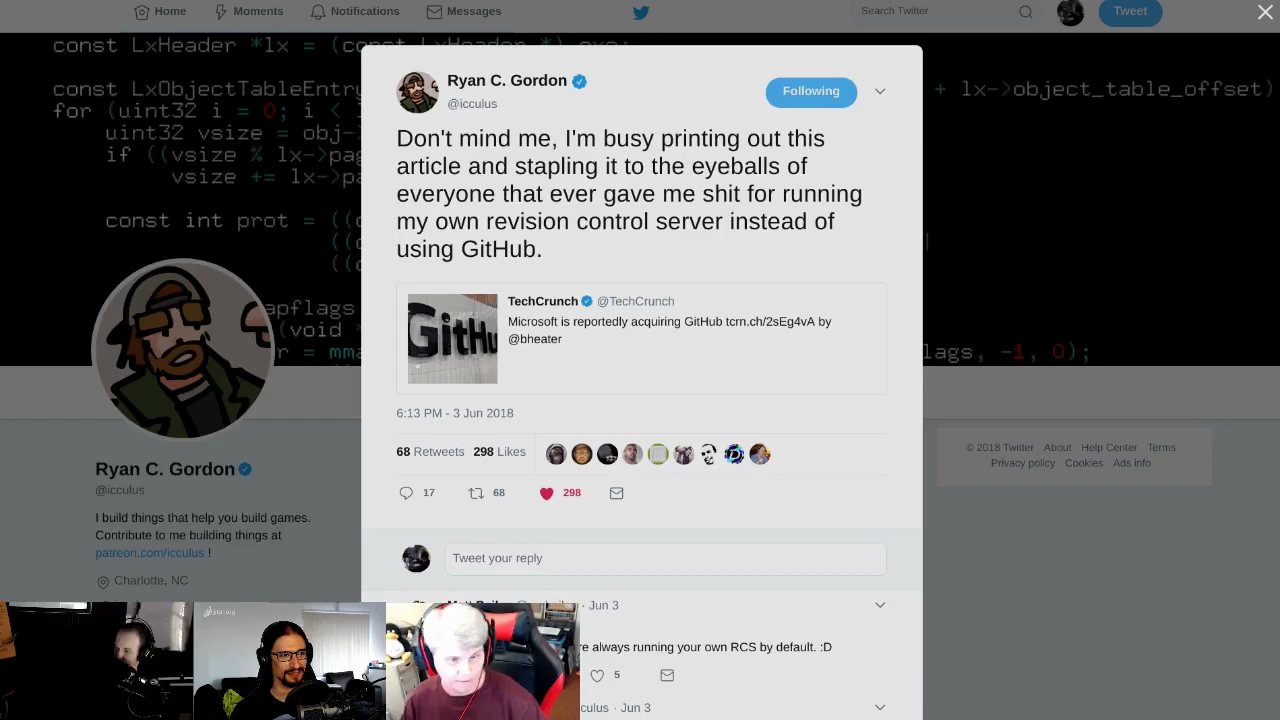 Home
Moments
Notifications
Messages
Search Twitter
Tweet
const LxHeader *lx = (const LxHeader *) exe;
const LxObjectTableEntry
+ lx->object_table_offset)
for (uint32 i = 0; i <
uint32 vsize = obj->
if ((vsize % lx->pag
vsize += lx->pa
const int prot = ((o
((o
((o
mapflags
(void *
= mma
flags, -1, 0);
Ryan C. Gordon
@icculus
Following
Don't mind me, I'm busy printing out this
article and stapling it to the eyeballs of
everyone that ever gave me shit for running
my own revision control server instead of
using GitHub.
GitHu
TechCrunch @TechCrunch
Microsoft is reportedly acquiring GitHub tcrn.ch/2sEg4vA by
@bheater
6:13 PM - 3 Jun 2018
68 Retweets 298 Likes
17 68 298
Tweet your reply
· Jun 3
re always running your own RCS by default. :D
5
culus · Jun 3
Ryan C. Gordon
@icculus
I build things that help you build games.
Contribute to me building things at
patreon.com/icculus !
Charlotte, NC
© 2018 Twitter About Help Center Terms
Privacy policy Cookies Ads info